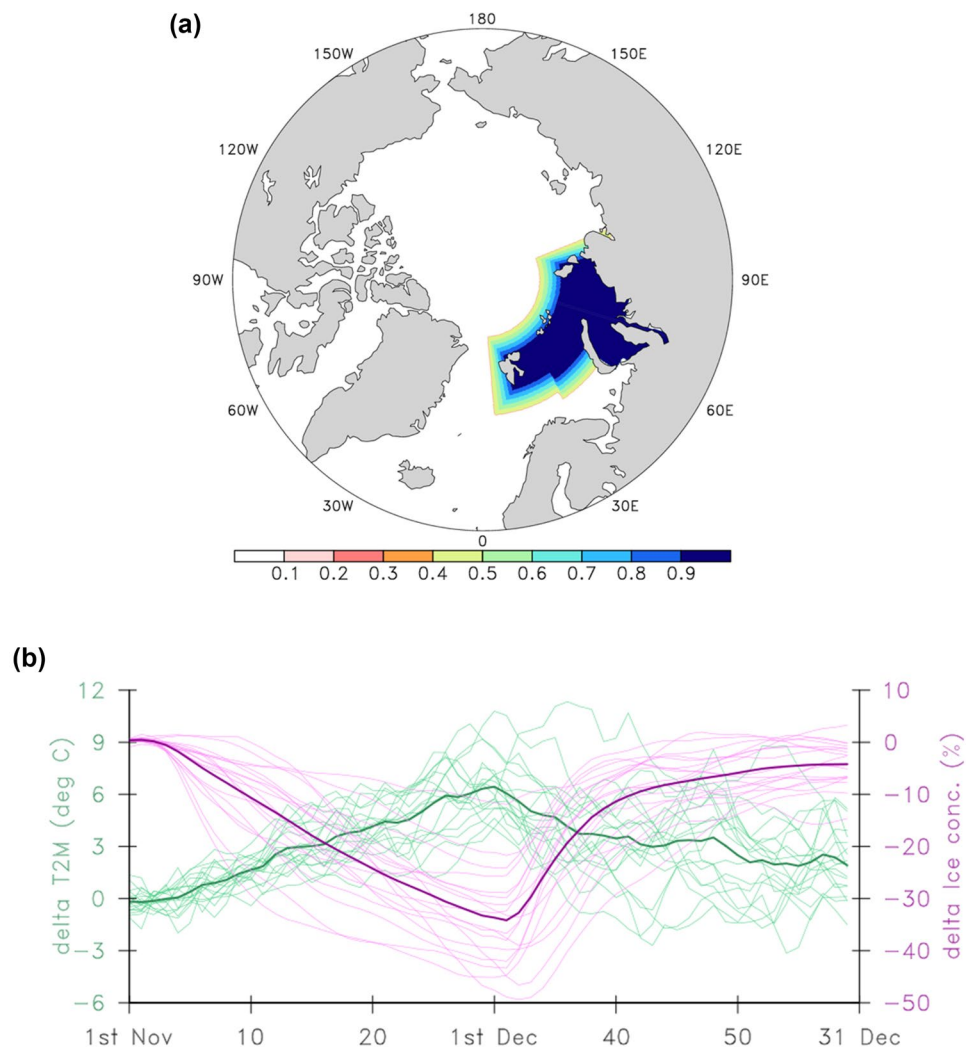 (a)
180
150W 150E
120W 120E
90W 90E
60W 60E
30W 30E
0
0.1 0.2 0.3 0.4 0.5 0.6 0.7 0.8 0.9
(b)
12 10
9 0
6 -10
3 -20
0 -30
-3 -40
-6 -50
delta T2M (deg C)
delta Ice conc. (%)
1st Nov 10 20 1st Dec 40 50 31 Dec